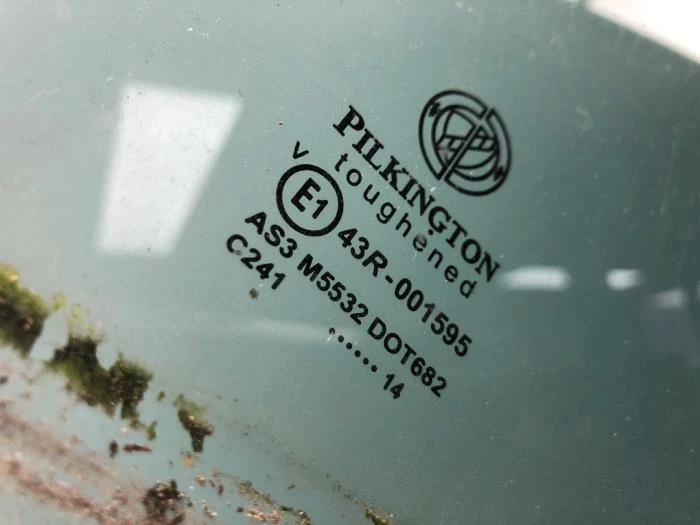 PILKINGTON
toughened
V
E1 43R-001595
AS3 M5532 DOT682
C241
...... 14